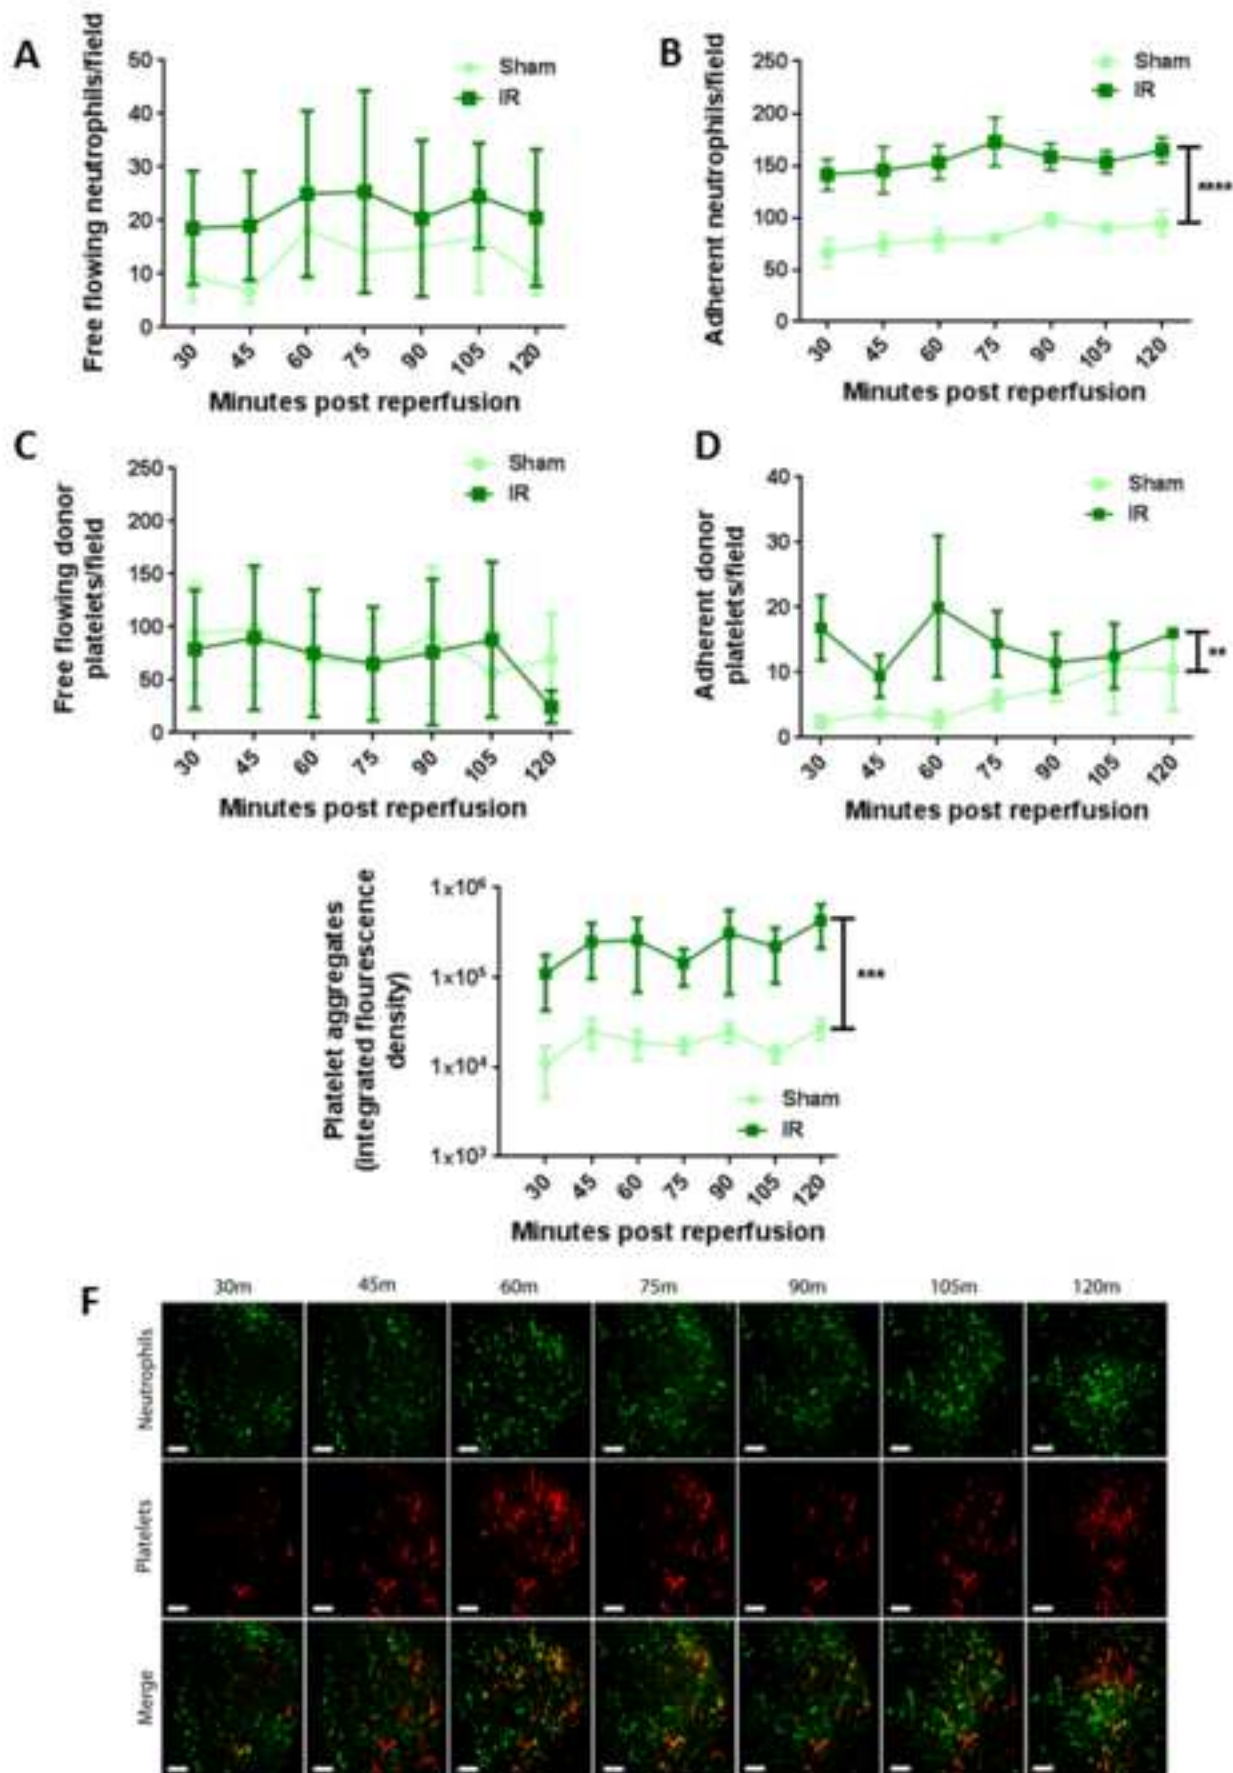 A
Free flowing neutrophils/field
50
40
30
20
10
0
Sham
IR
30 45 60 75 90 105 120
Minutes post reperfusion
B
Adherent neutrophils/field
250
200
150
100
50
0
Sham
IR
****
30 45 60 75 90 105 120
Minutes post reperfusion
C
Free flowing donor
platelets/field
250
200
150
100
50
0
Sham
IR
30 45 60 75 90 105 120
Minutes post reperfusion
D
Adherent donor
platelets/field
40
30
20
10
0
Sham
IR
**
30 45 60 75 90 105 120
Minutes post reperfusion
Platelet aggregates
(integrated flourescence
density)
1x10⁶
1x10⁵
1x10⁴
1x10³
***
Sham
IR
30 45 60 75 90 105 120
Minutes post reperfusion
F
30m 45m 60m 75m 90m 105m 120m
Neutrophils
Platelets
Merge